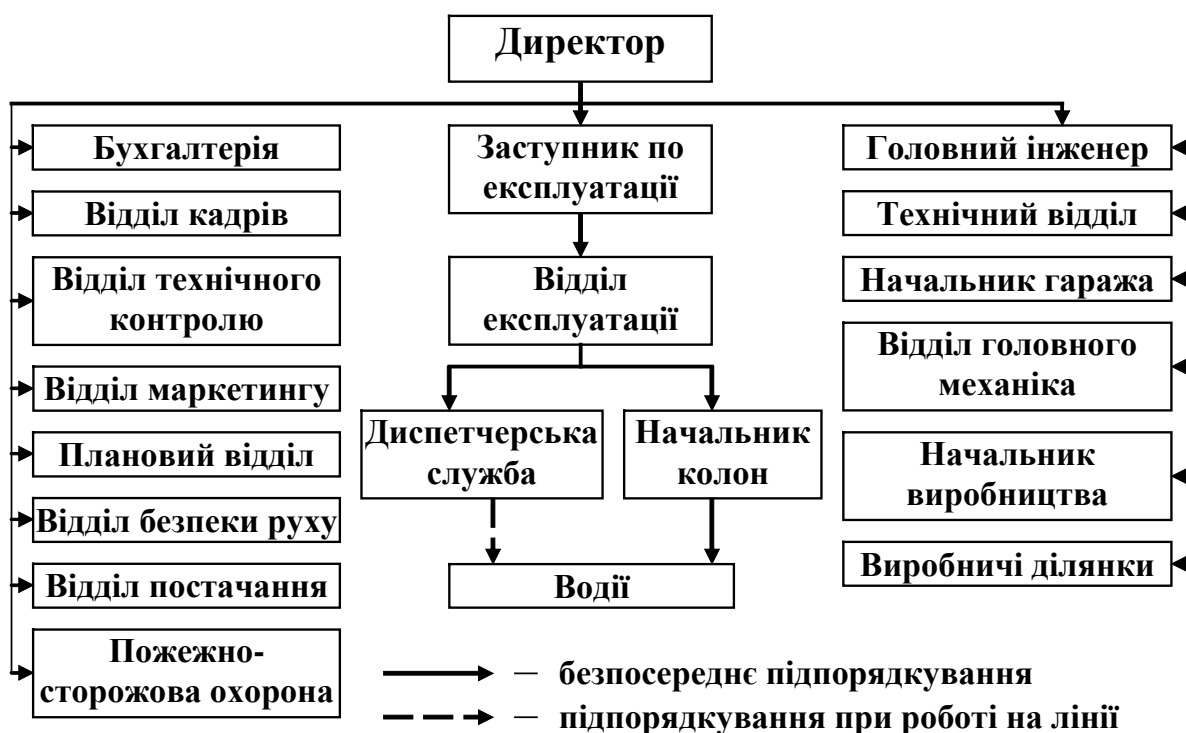 Директор
Бухгалтерія
Відділ кадрів
Відділ технічного
контролю
Відділ маркетингу
Плановий відділ
Відділ безпеки руху
Відділ постачання
Пожежно-
сторожова охорона
Заступник по
експлуатації
Відділ
експлуатації
Диспетчерська
служба
Начальник
колон
Водії
Головний інженер
Технічний відділ
Начальник гаража
Відділ головного
механіка
Начальник
виробництва
Виробничі ділянки
– безпосереднє підпорядкування
– підпорядкування при роботі на лінії